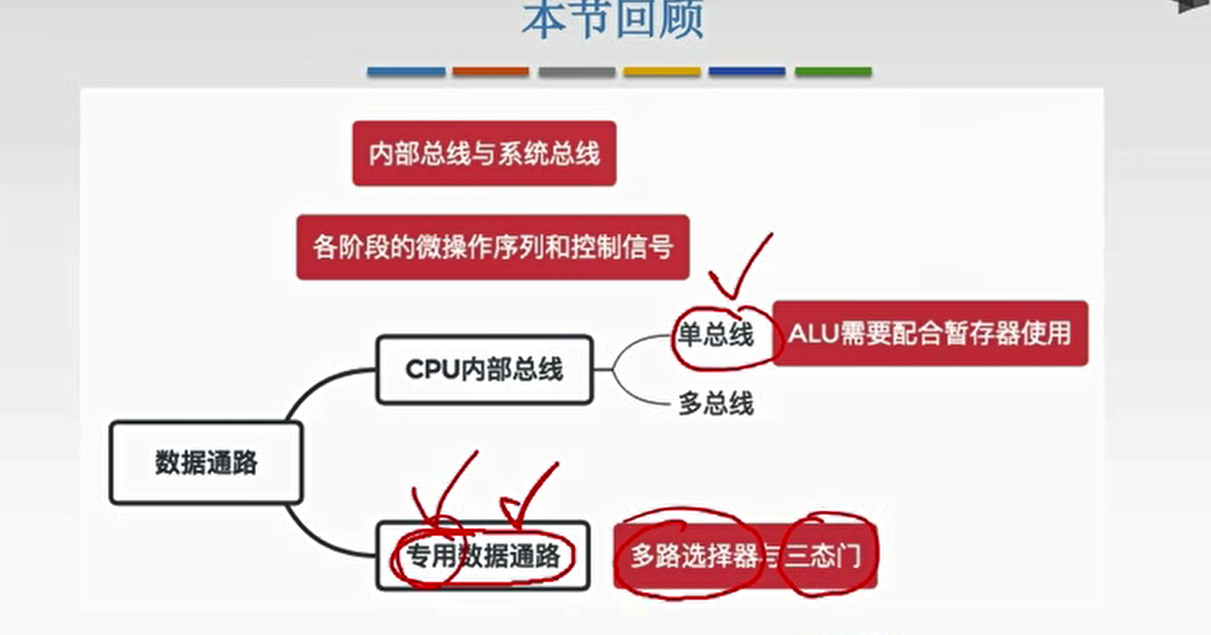 本节回顾
内部总线与系统总线
各阶段的微操作序列和控制信号
单总线
ALU需要配合暂存器使用
CPU内部总线
多总线
数据通路
专用数据通路
多路选择器与三态门